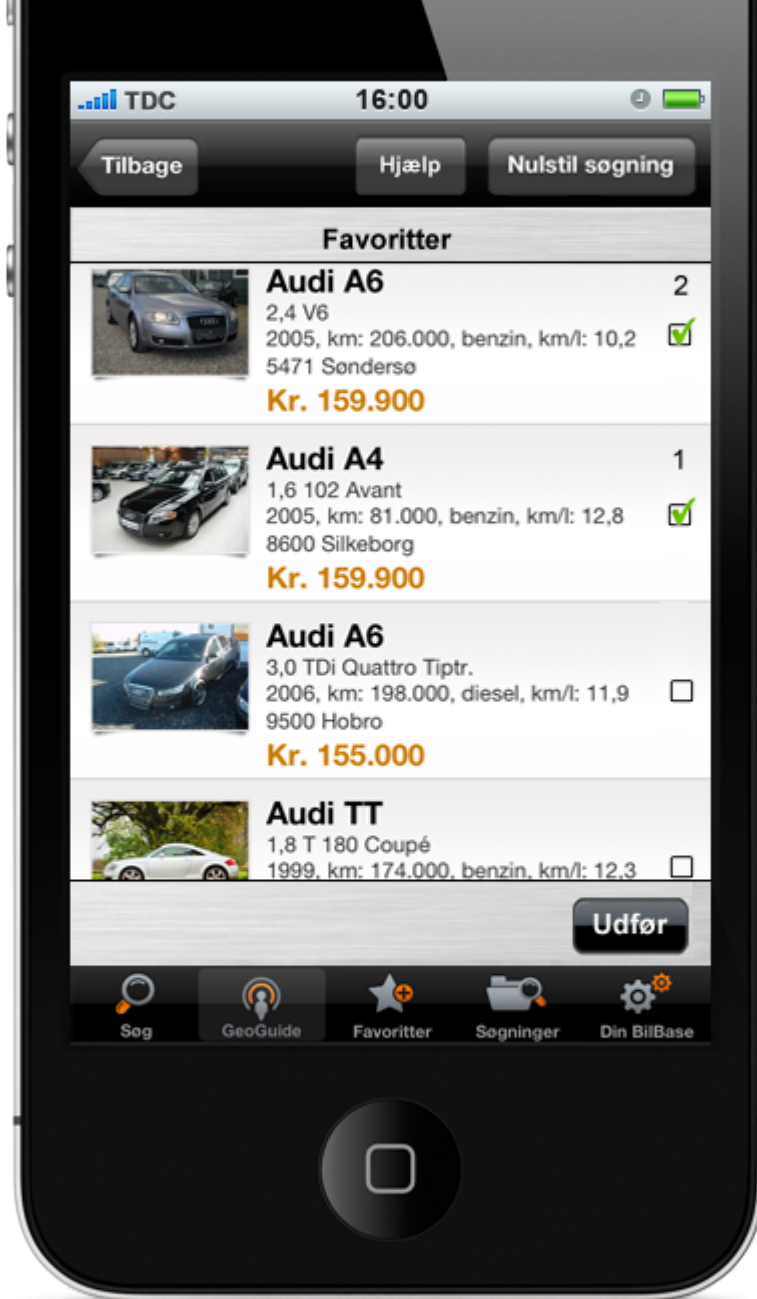 TDC 16:00
Tilbage Hjælp Nulstil søgning
Favoritter
Audi A6 2
2,4 V6
2005, km: 206.000, benzin, km/l: 10,2
5471 Søndersø
Kr. 159.900
Audi A4 1
1,6 102 Avant
2005, km: 81.000, benzin, km/l: 12,8
8600 Silkeborg
Kr. 159.900
Audi A6
3,0 TDi Quattro Tiptr.
2006, km: 198.000, diesel, km/l: 11,9
9500 Hobro
Kr. 155.000
Audi TT
1,8 T 180 Coupé
1999, km: 174.000, benzin, km/l: 12,3
Udfør
Søg GeoGuide Favoritter Søgninger Din BilBase